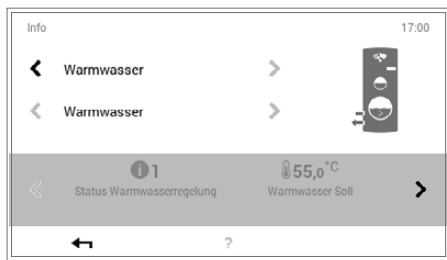 Info 17:00
Warmwasser
Warmwasser
1 55,0°C
Status Warmwasserregelung Warmwasser Soll
?